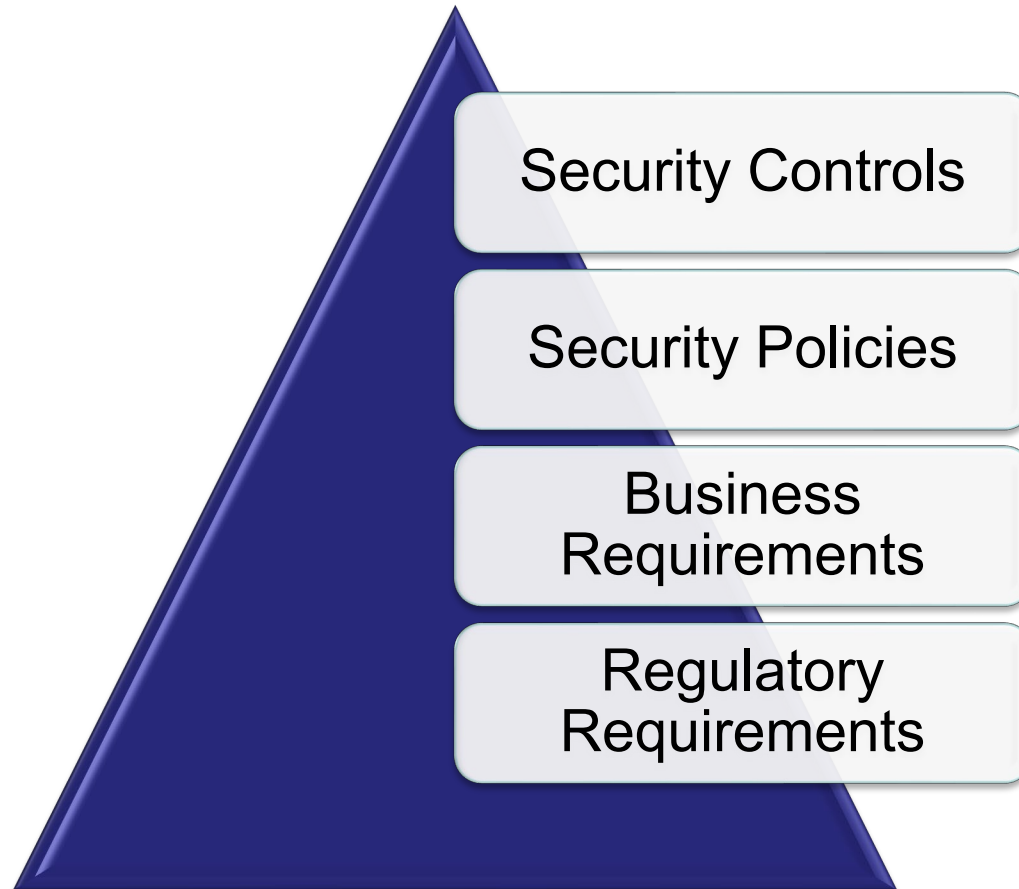 Security Controls
Security Policies
Business
Requirements
Regulatory
Requirements